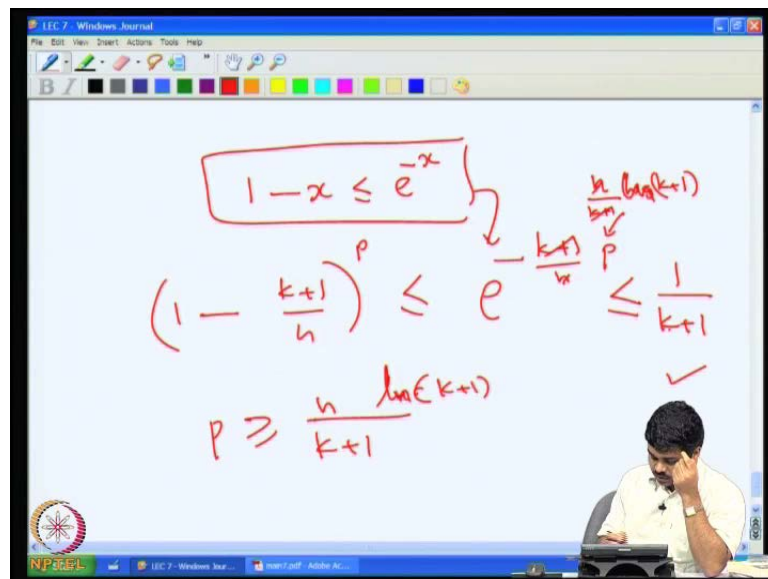 LEC 7 - Windows Journal
File Edit View Insert Actions Tools Help
B I
1 - x ≤ e^{-x}
n/(k+1) ln(k+1)
(1 - (k+1)/n)^p ≤ e^{-((k+1)/n) p} ≤ 1/(k+1)
p ≥ n ln(k+1)/(k+1)
NPTEL LEC 7 - Windows Jour... main7.pdf - Adobe Ac...